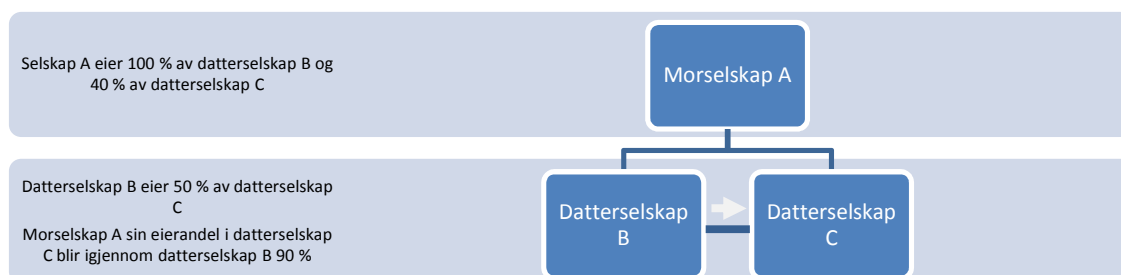 Selskap A eier 100 % av datterselskap B og
40 % av datterselskap C
Morselskap A
Datterselskap B eier 50 % av datterselskap
C
Morselskap A sin eierandel i datterselskap
C blir igjennom datterselskap B 90 %
Datterselskap
B
Datterselskap
C